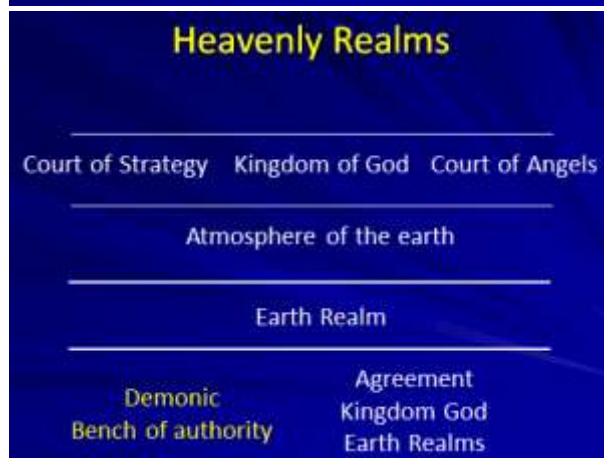 Heavenly Realms
Court of Strategy Kingdom of God Court of Angels
Atmosphere of the earth
Earth Realm
Demonic
Bench of authority
Agreement
Kingdom God
Earth Realms